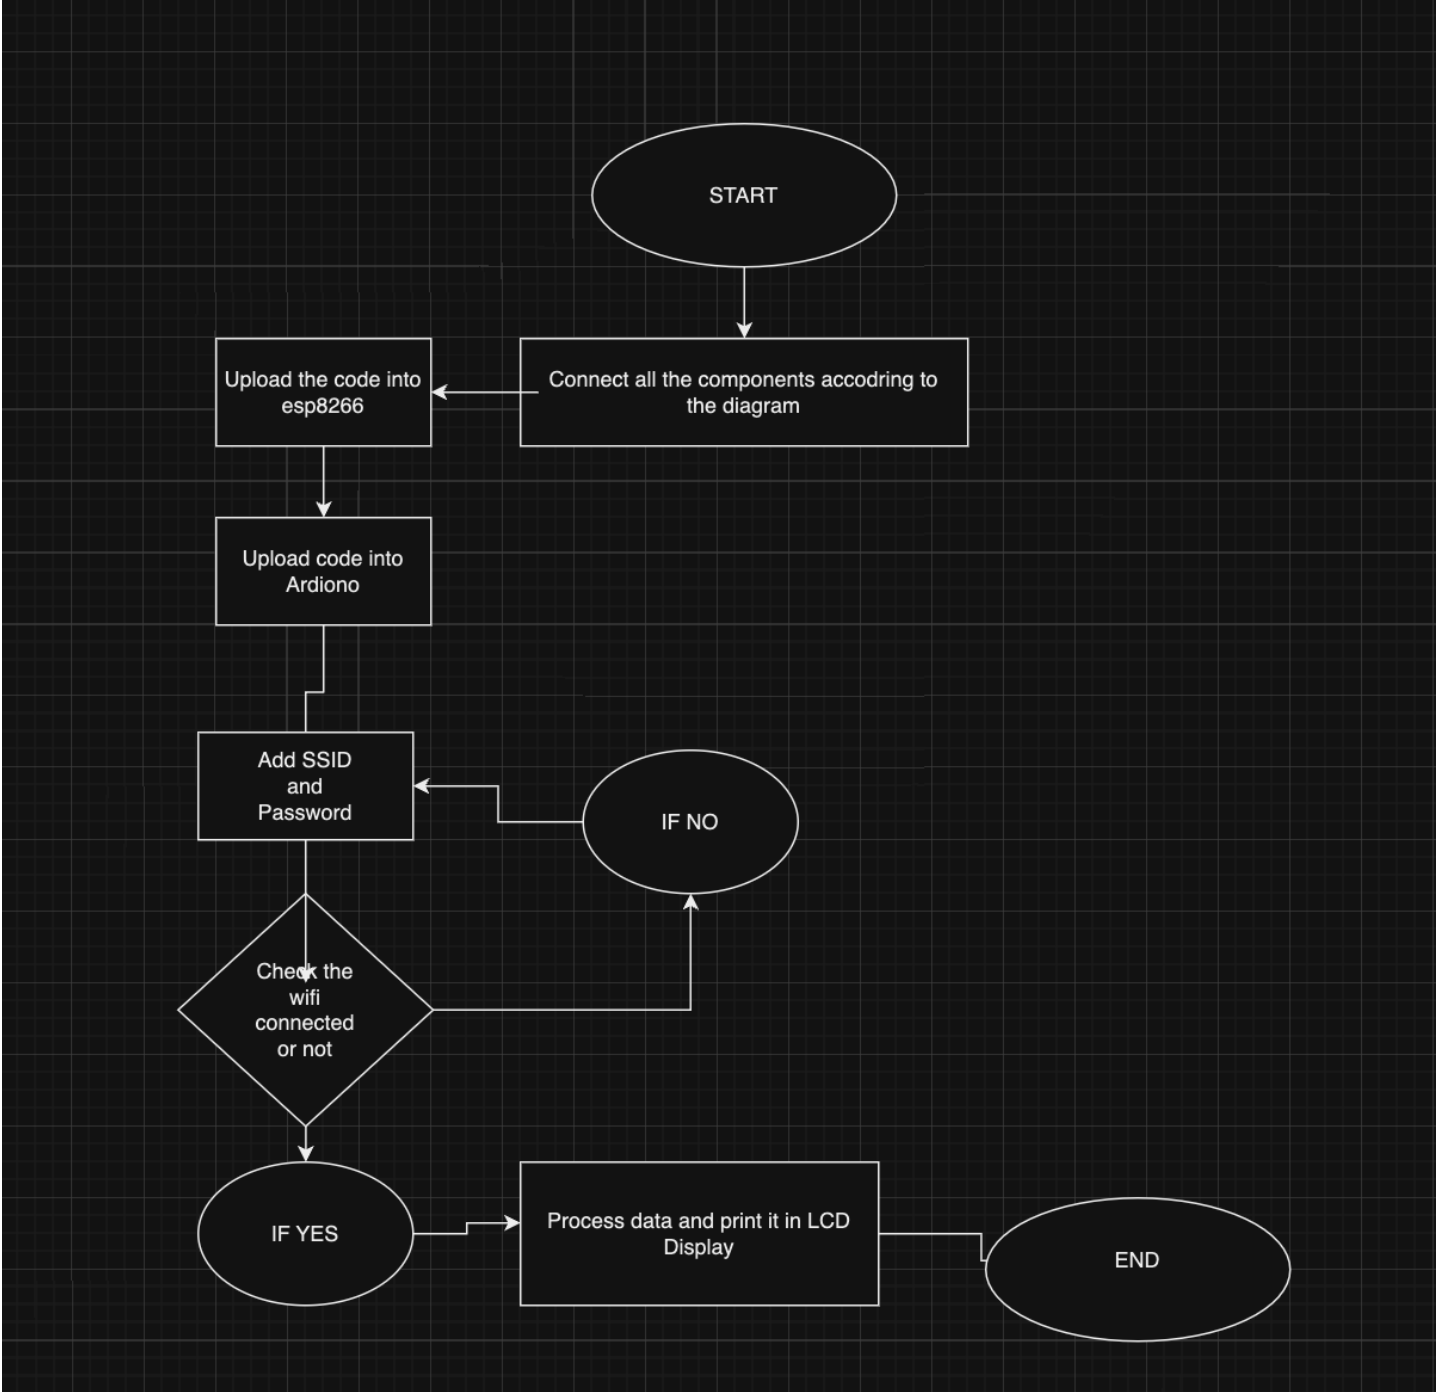 START
Connect all the components accodring to
the diagram
Upload the code into
esp8266
Upload code into
Ardiono
Add SSID
and
Password
IF NO
Check the
wifi
connected
or not
IF YES
Process data and print it in LCD
Display
END